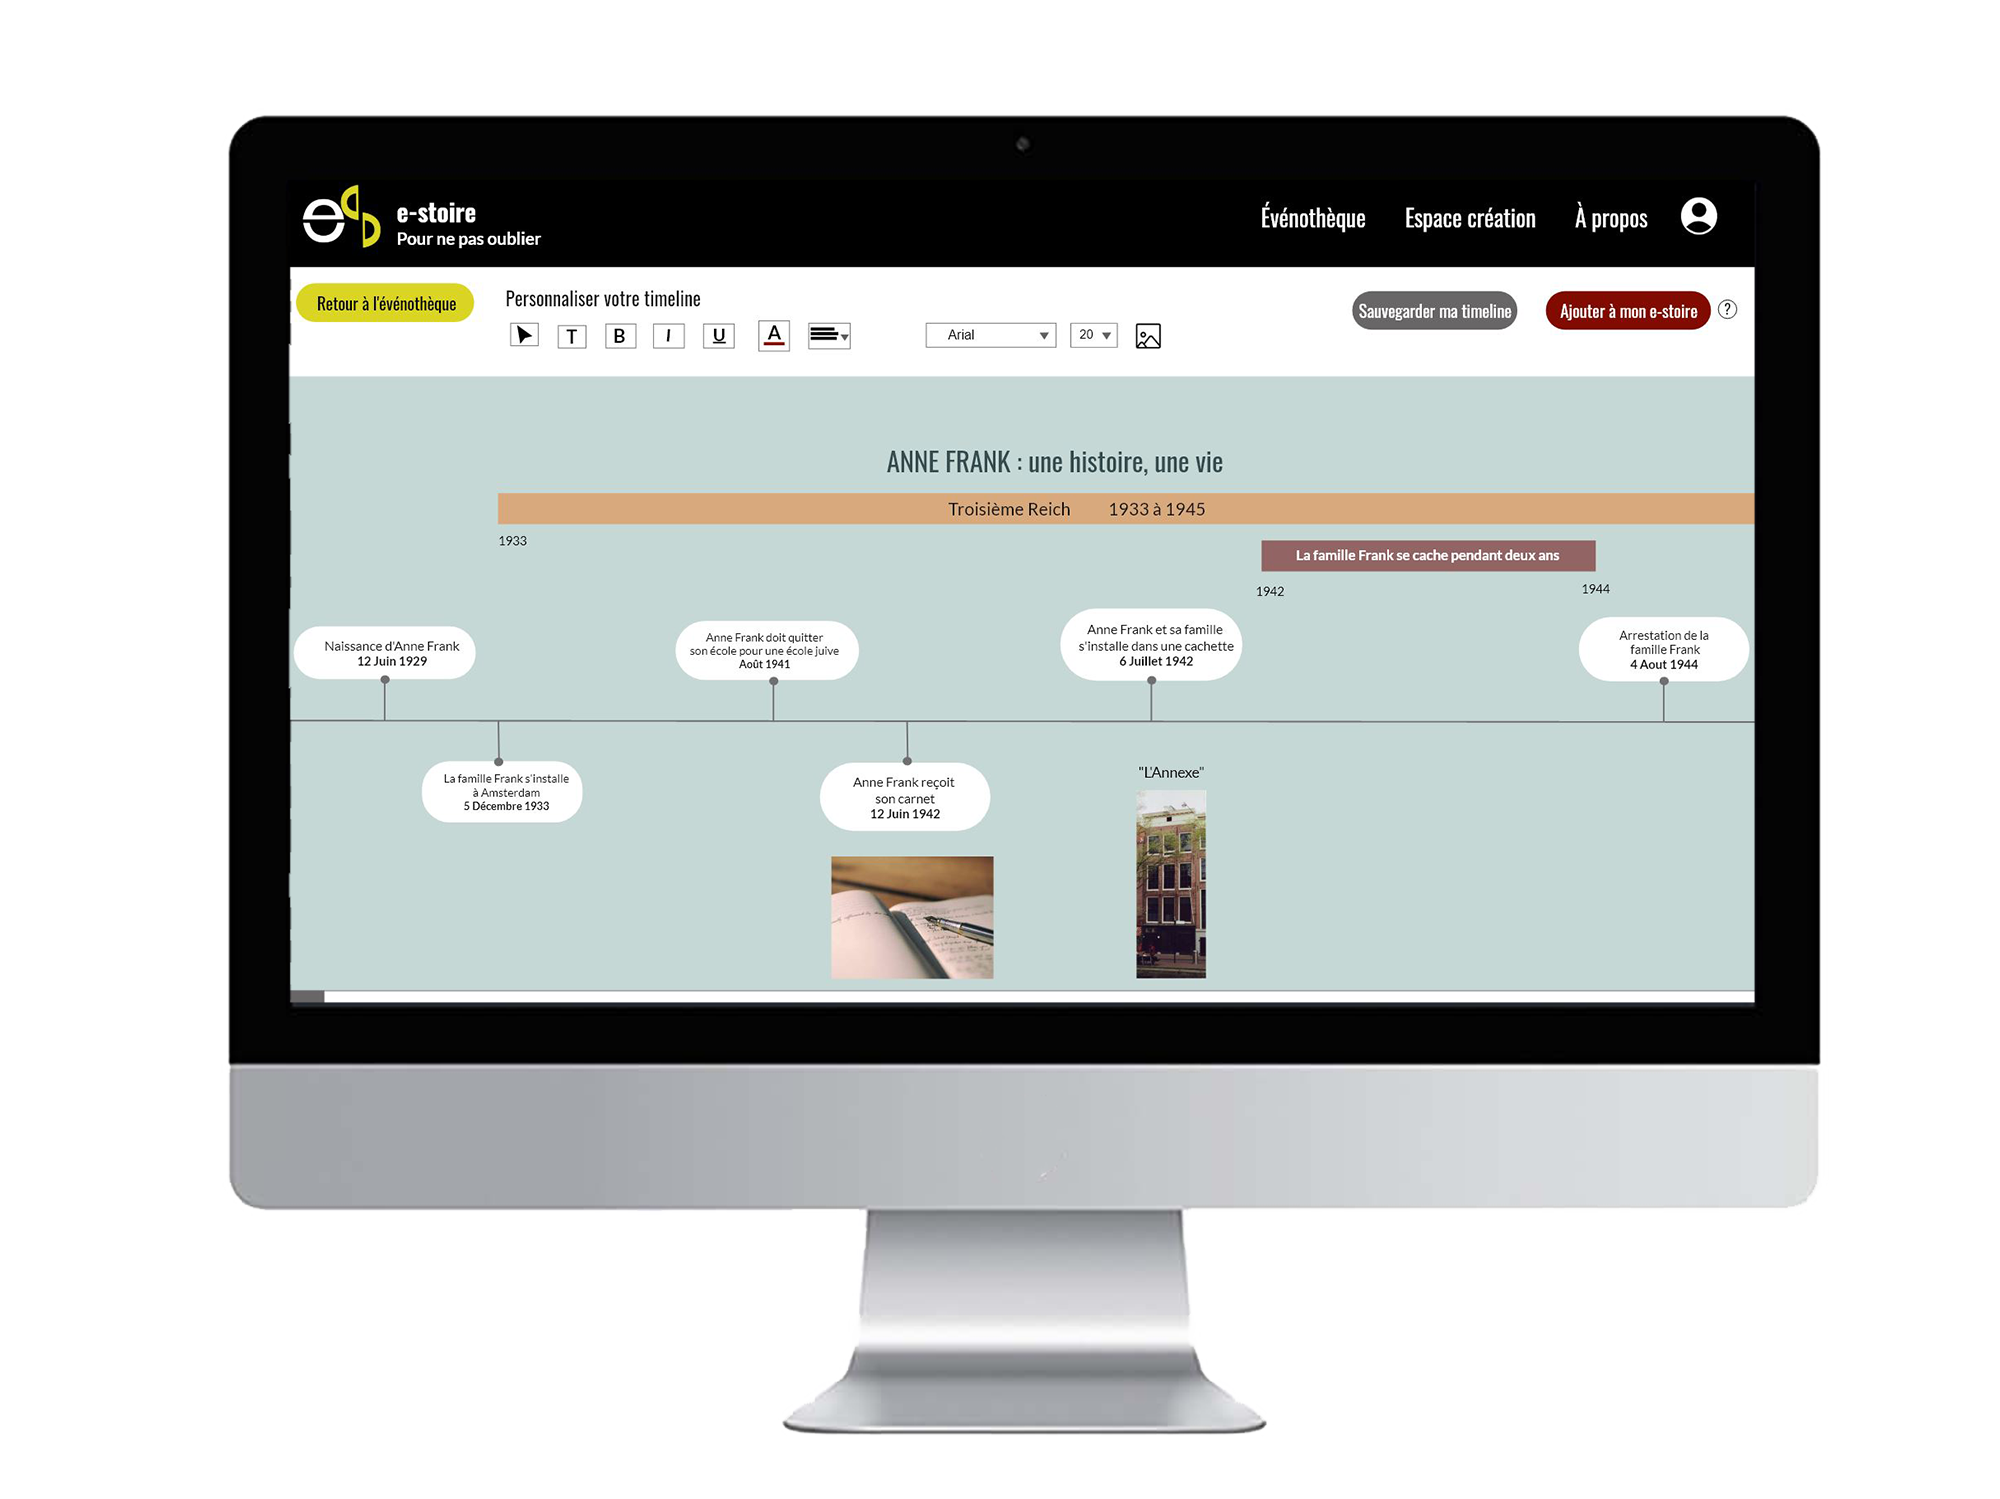 e-stoire
Pour ne pas oublier
Événothèque
Espace création
À propos
Retour à l'événothèque
Personnaliser votre timeline
T
B
I
U
A
Arial
20
Sauvegarder ma timeline
Ajouter à mon e-stoire
?
ANNE FRANK : une histoire, une vie
Troisième Reich 1933 à 1945
1933
La famille Frank se cache pendant deux ans
1942
1944
Naissance d'Anne Frank
12 Juin 1929
Anne Frank doit quitter
son école pour une école juive
Août 1941
Anne Frank et sa famille
s'installe dans une cachette
6 Juillet 1942
Arrestation de la
famille Frank
4 Aout 1944
La famille Frank s'installe
à Amsterdam
5 Décembre 1933
Anne Frank reçoit
son carnet
12 Juin 1942
"L'Annexe"